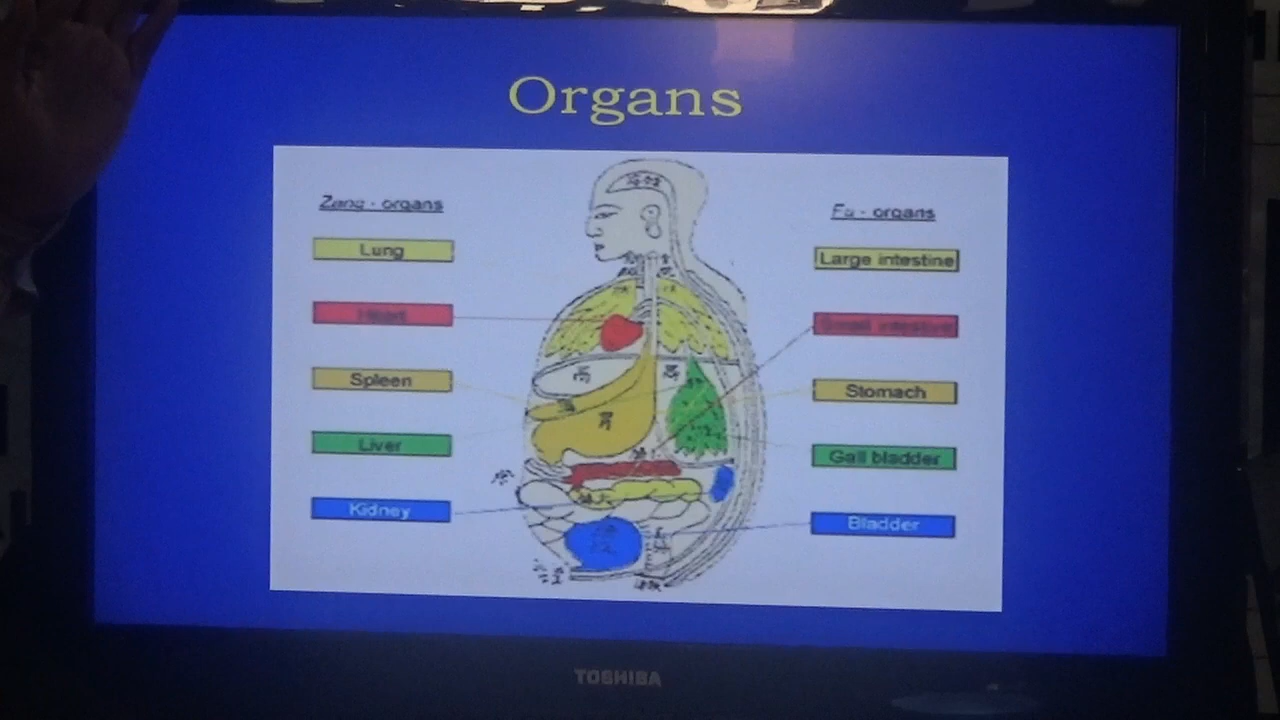 Organs
Zang - organs
Lung
Heart
Spleen
Liver
Kidney
Fu - organs
Large intestine
Small intestine
Stomach
Gall bladder
Bladder
TOSHIBA